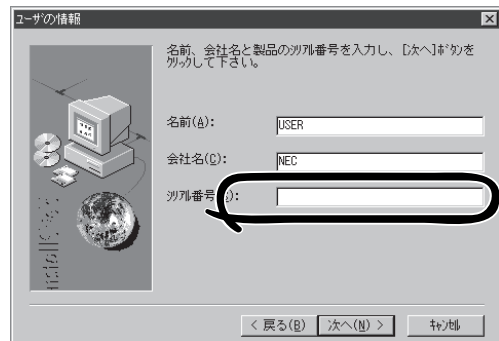 ユーザの情報
名前、会社名と製品のｼﾘｱﾙ番号を入力し、[次へ]ﾎﾞﾀﾝを
ｸﾘｯｸして下さい。
名前(A): USER
会社名(C): NEC
ｼﾘｱﾙ番号(S):
InstallShield
< 戻る(B) 次へ(N) > ｷｬﾝｾﾙ